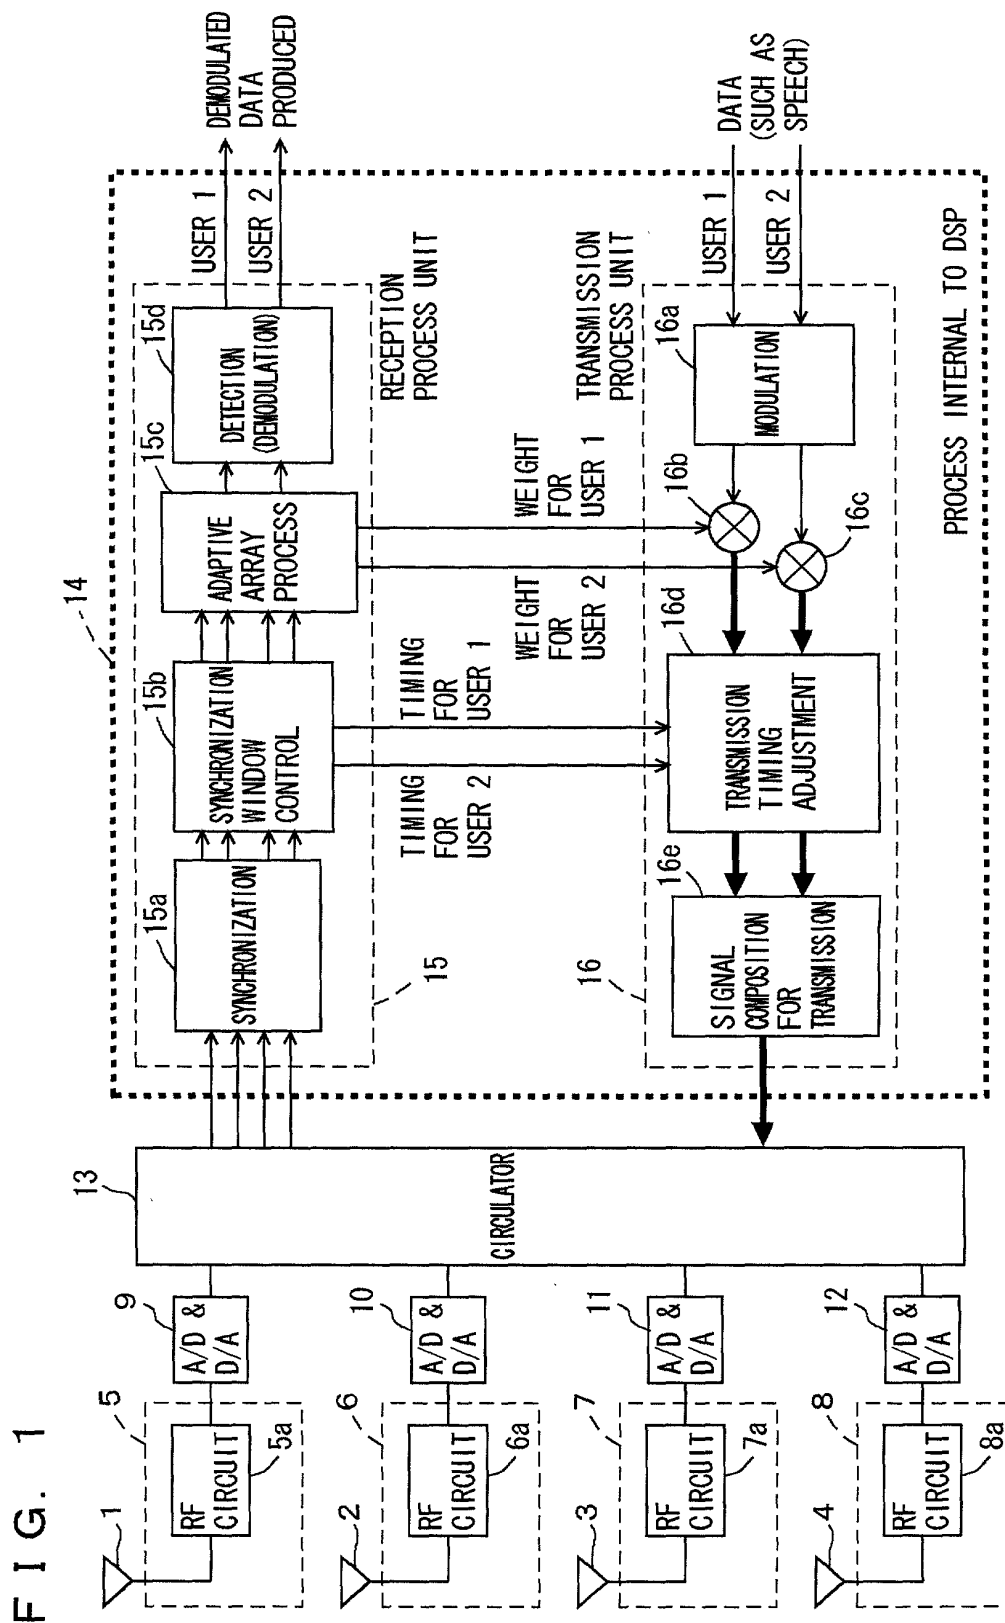 FIG. 1
1
2
3
4
5
RF
CIRCUIT
5a
6
RF
CIRCUIT
6a
7
RF
CIRCUIT
7a
8
RF
CIRCUIT
8a
9
A/D &
D/A
10
A/D &
D/A
11
A/D &
D/A
12
A/D &
D/A
13
CIRCULATOR
14
15a
SYNCHRONIZATION
15b
SYNCHRONIZATION
WINDOW
CONTROL
15c
ADAPTIVE
ARRAY
PROCESS
15d
DETECTION
(DEMODULATION)
15
RECEPTION
PROCESS UNIT
USER 1
USER 2
DEMODULATED
DATA
PRODUCED
TIMING
FOR
USER 2
TIMING
FOR
USER 1
WEIGHT
FOR
USER 2
WEIGHT
FOR
USER 1
TRANSMISSION
PROCESS UNIT
16
16e
SIGNAL
COMPOSITION
FOR
TRANSMISSION
16d
TRANSMISSION
TIMING
ADJUSTMENT
16b
16c
16a
MODULATION
USER 1
USER 2
DATA
(SUCH AS
SPEECH)
PROCESS INTERNAL TO DSP